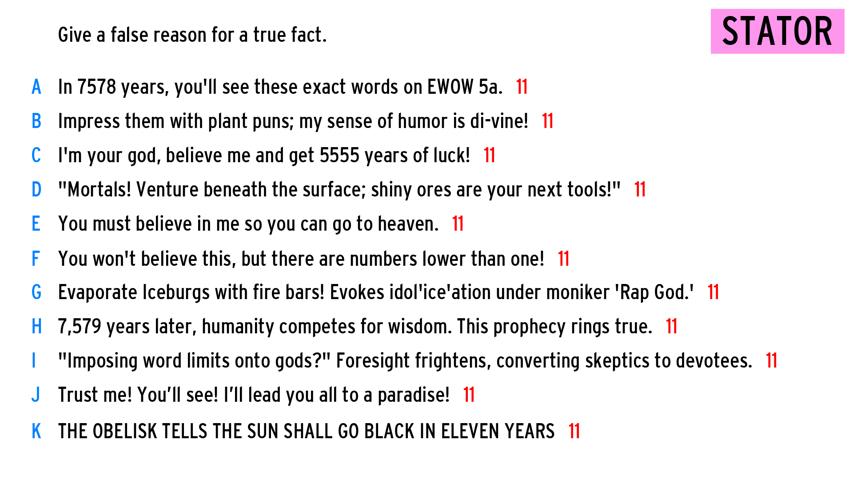 Give a false reason for a true fact.
STATOR
A In 7578 years, you'll see these exact words on EWOW 5a. 11
B Impress them with plant puns; my sense of humor is di-vine! 11
C I'm your god, believe me and get 5555 years of luck! 11
D "Mortals! Venture beneath the surface; shiny ores are your next tools!" 11
E You must believe in me so you can go to heaven. 11
F You won't believe this, but there are numbers lower than one! 11
G Evaporate Iceburgs with fire bars! Evokes idol'ice'ation under moniker 'Rap God.' 11
H 7,579 years later, humanity competes for wisdom. This prophecy rings true. 11
I "Imposing word limits onto gods?" Foresight frightens, converting skeptics to devotees. 11
J Trust me! You’ll see! I’ll lead you all to a paradise! 11
K THE OBELISK TELLS THE SUN SHALL GO BLACK IN ELEVEN YEARS 11